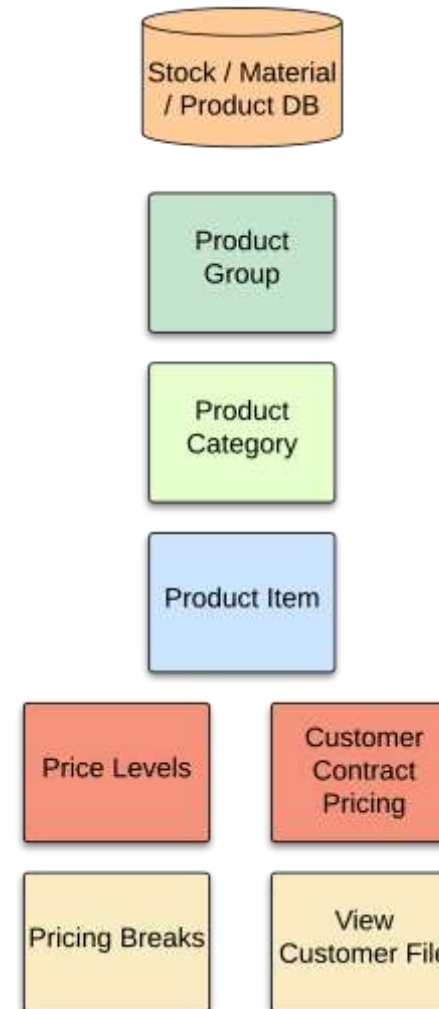 Stock / Material
/ Product DB
Product
Group
Product
Category
Product Item
Price Levels
Customer
Contract
Pricing
Pricing Breaks
View
Customer File